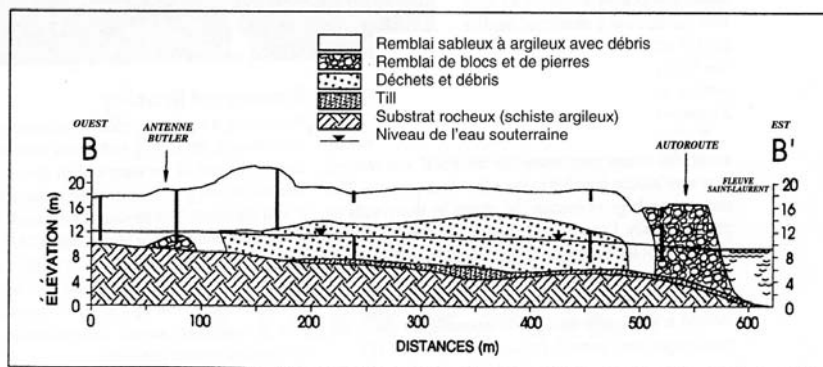 Remblai sableux à argileux avec débris
Remblai de blocs et de pierres
Déchets et débris
Till
Substrat rocheux (schiste argileux)
Niveau de l'eau souterraine
OUEST
B
ANTENNE
BUTLER
AUTOROUTE
EST
B'
FLEUVE
SAINT-LAURENT
ÉLÉVATION (m)
20
16
12
8
4
0
20
16
12
8
4
0
0 100 200 300 400 500 600
DISTANCES (m)